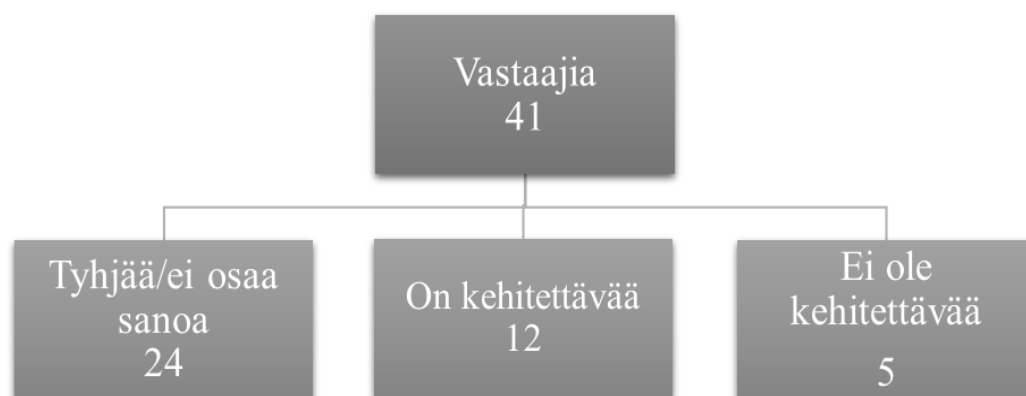 Vastaajia
41
Tyhjää/ei osaa
sanoa
24
On kehitettävää
12
Ei ole
kehitettävää
5